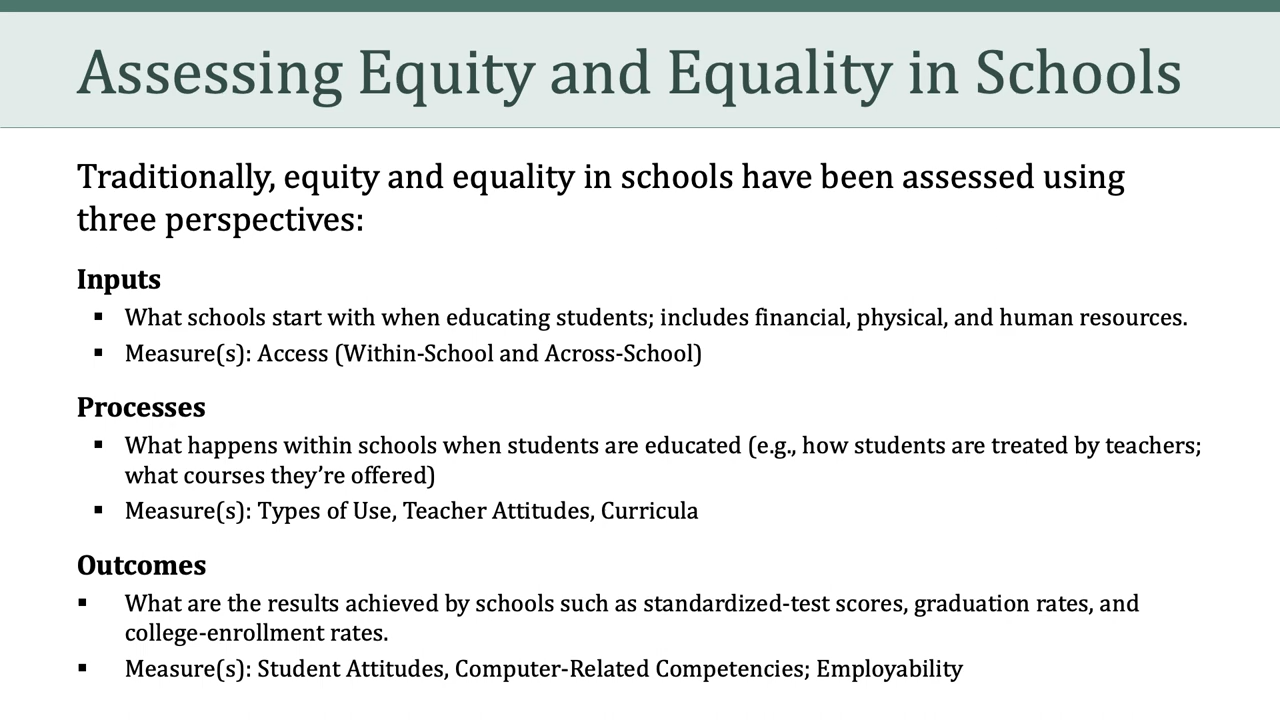 Assessing Equity and Equality in Schools
Traditionally, equity and equality in schools have been assessed using
three perspectives:
Inputs
▪ What schools start with when educating students; includes financial, physical, and human resources.
▪ Measure(s): Access (Within-School and Across-School)
Processes
▪ What happens within schools when students are educated (e.g., how students are treated by teachers;
what courses they’re offered)
▪ Measure(s): Types of Use, Teacher Attitudes, Curricula
Outcomes
▪ What are the results achieved by schools such as standardized-test scores, graduation rates, and
college-enrollment rates.
▪ Measure(s): Student Attitudes, Computer-Related Competencies; Employability